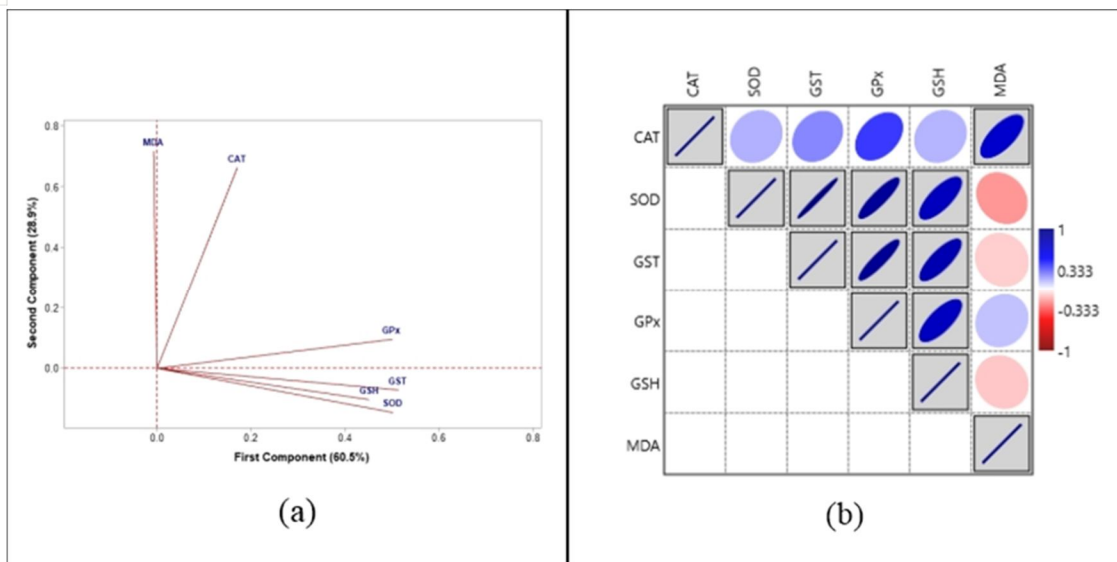 0.8
0.6
0.4
0.2
0.0
MDA
CAT
GPx
GST
GSH
SOD
Second Component (28.9%)
0.0 0.2 0.4 0.6 0.8
First Component (60.5%)
(a)
CAT SOD GST GPx GSH MDA
CAT
SOD
GST
GPx
GSH
MDA
1
0.333
-0.333
-1
(b)